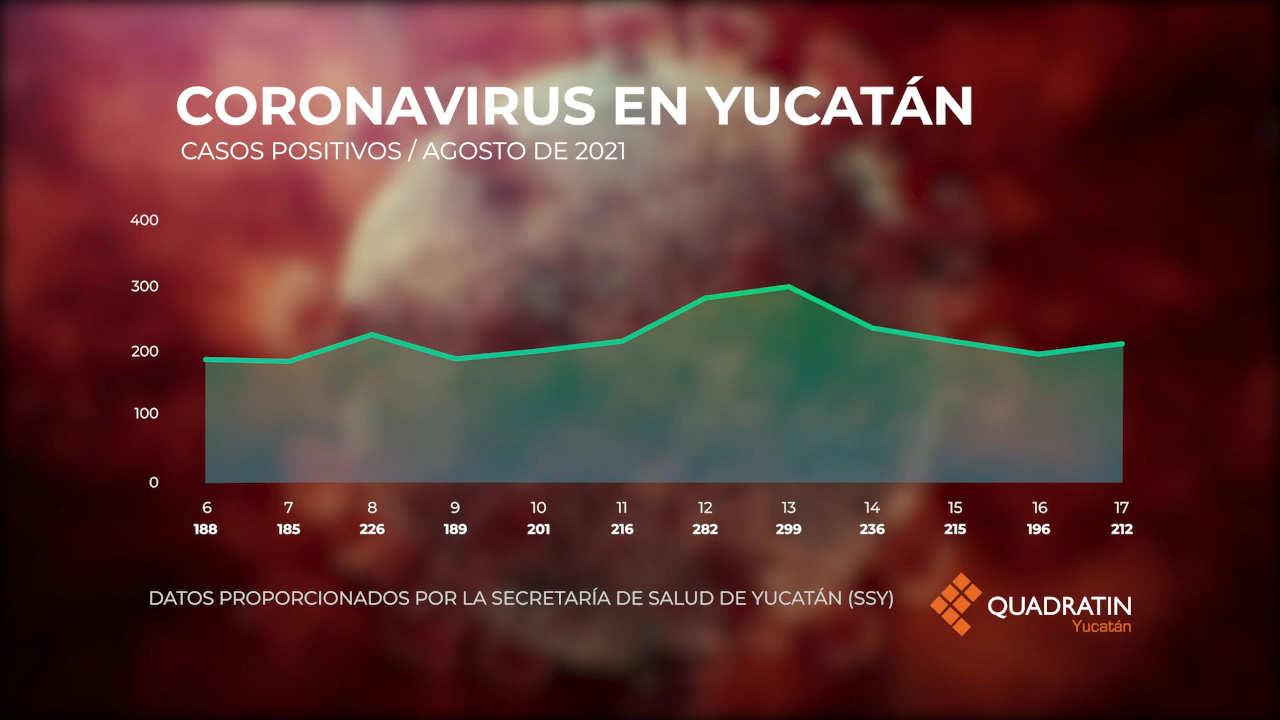 CORONAVIRUS EN YUCATÁN
CASOS POSITIVOS / AGOSTO DE 2021
400
300
200
100
0
6 7 8 9 10 11 12 13 14 15 16 17
188 185 226 189 201 216 282 299 236 215 196 212
DATOS PROPORCIONADOS POR LA SECRETARÍA DE SALUD DE YUCATÁN (SSY)
QUADRATIN
Yucatán